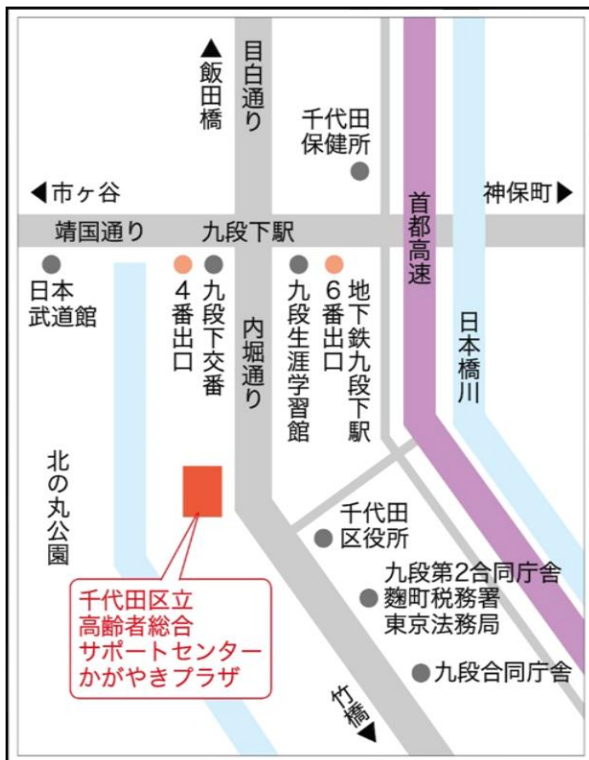 ▲飯田橋
目白通り
千代田
保健所
◀市ヶ谷
神保町▶
靖国通り
九段下駅
首都高速
日本
武道館
4番出口
九段下交番
内堀通り
九段生涯学習館
地下鉄九段下駅
6番出口
日本橋川
北の丸公園
千代田
区役所
九段第2合同庁舎
麴町税務署
東京法務局
千代田区立
高齢者総合
サポートセンター
かがやきプラザ
九段合同庁舎
竹橋▼